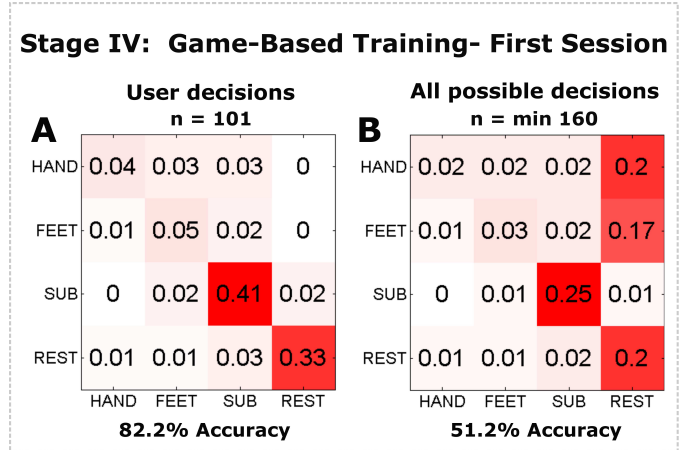 Stage IV: Game-Based Training- First Session
User decisions
n = 101
A
HAND 0.04 0.03 0.03 0
FEET 0.01 0.05 0.02 0
SUB 0 0.02 0.41 0.02
REST 0.01 0.01 0.03 0.33
HAND FEET SUB REST
82.2% Accuracy
All possible decisions
n = min 160
B
HAND 0.02 0.02 0.02 0.2
FEET 0.01 0.03 0.02 0.17
SUB 0 0.01 0.25 0.01
REST 0.01 0.01 0.02 0.2
HAND FEET SUB REST
51.2% Accuracy